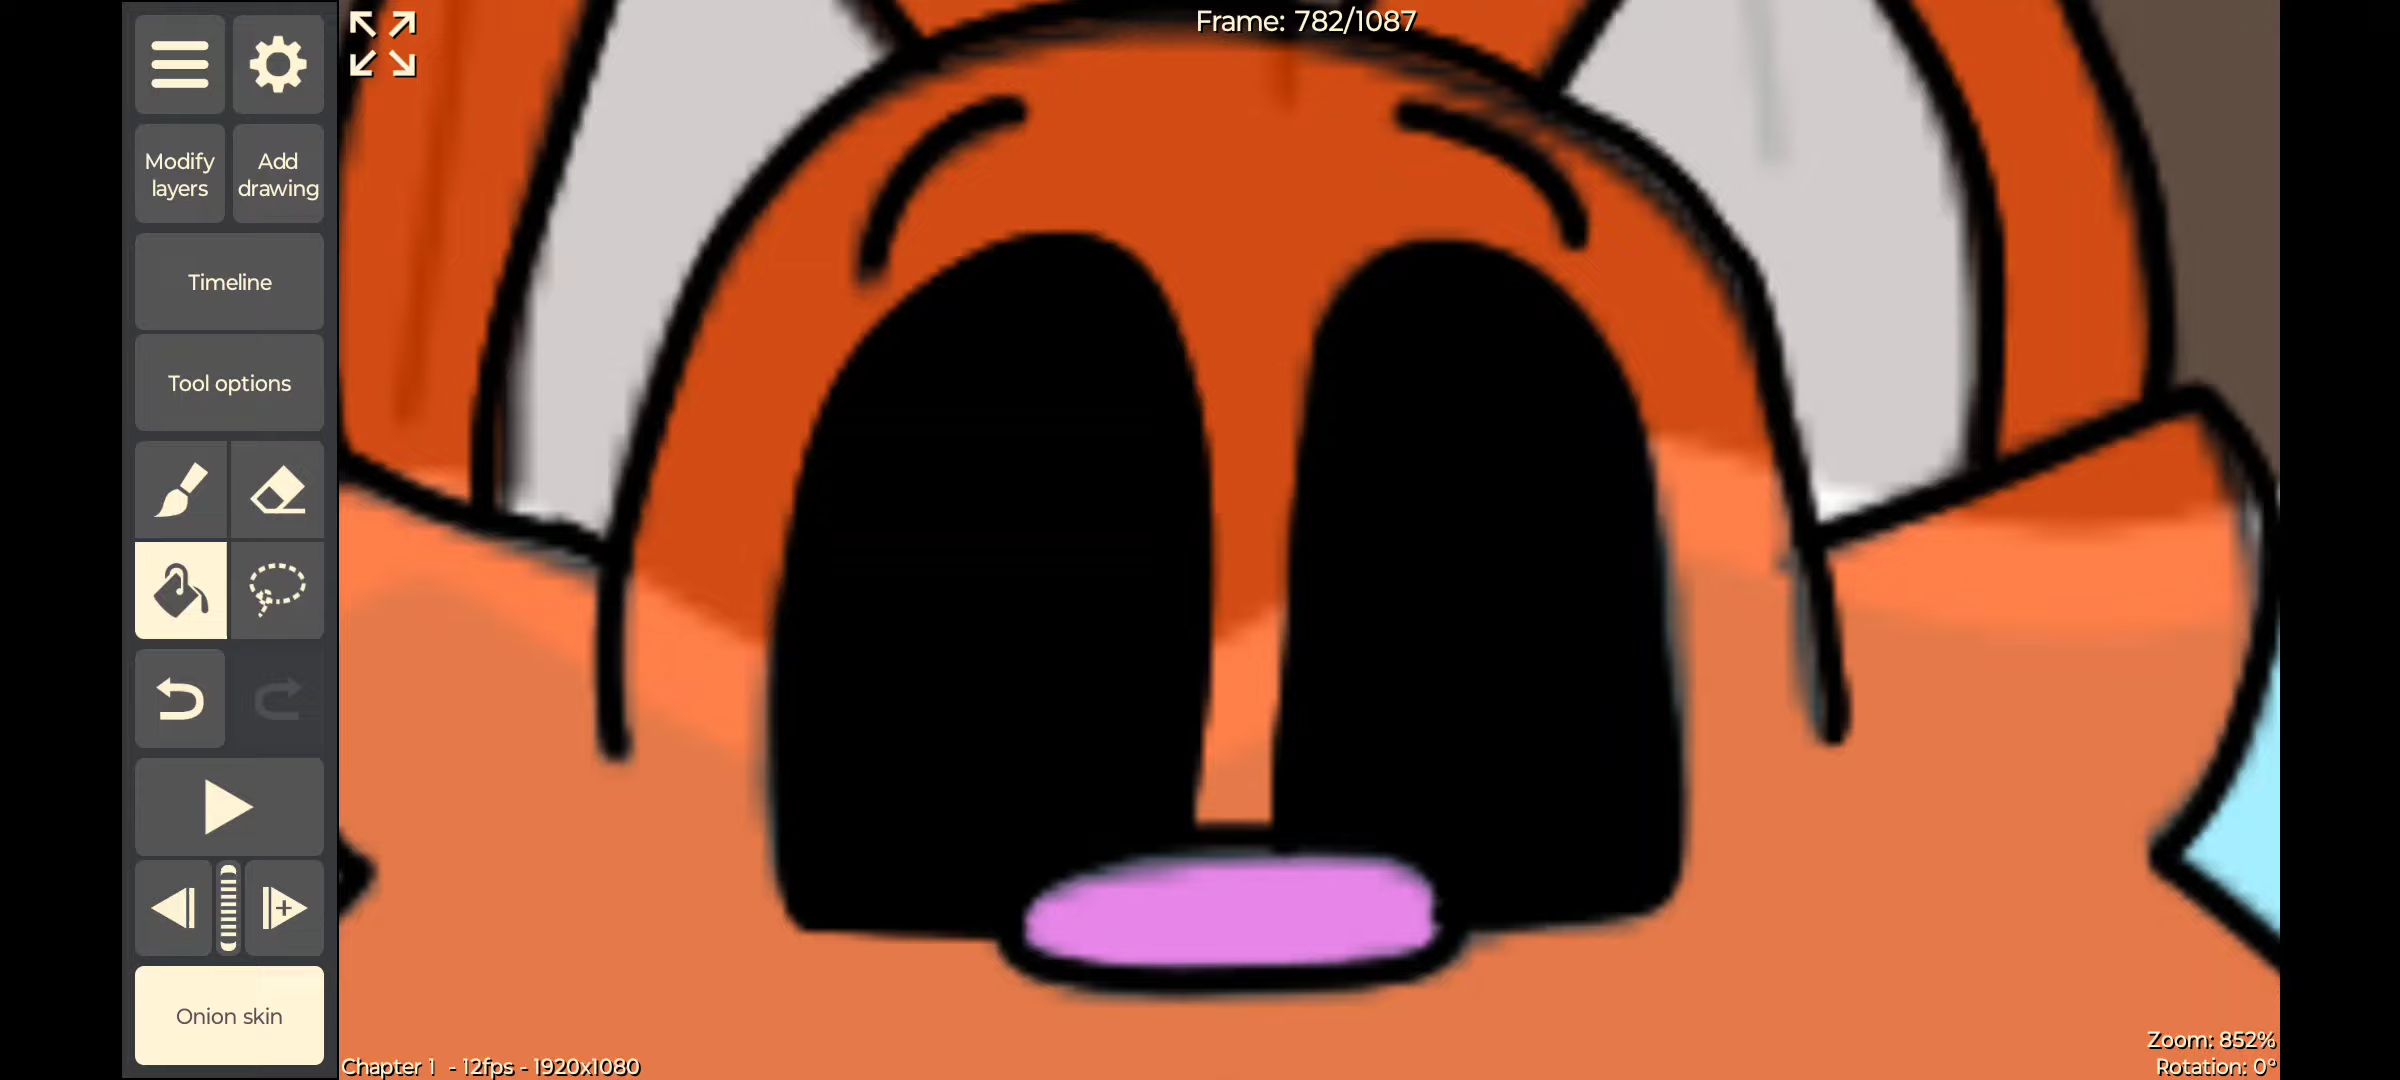 Frame: 782/1087
Modify
layers
Add
drawing
Timeline
Tool options
Onion skin
Chapter 1 - 12fps - 1920x1080
Zoom: 852%
Rotation: 0°